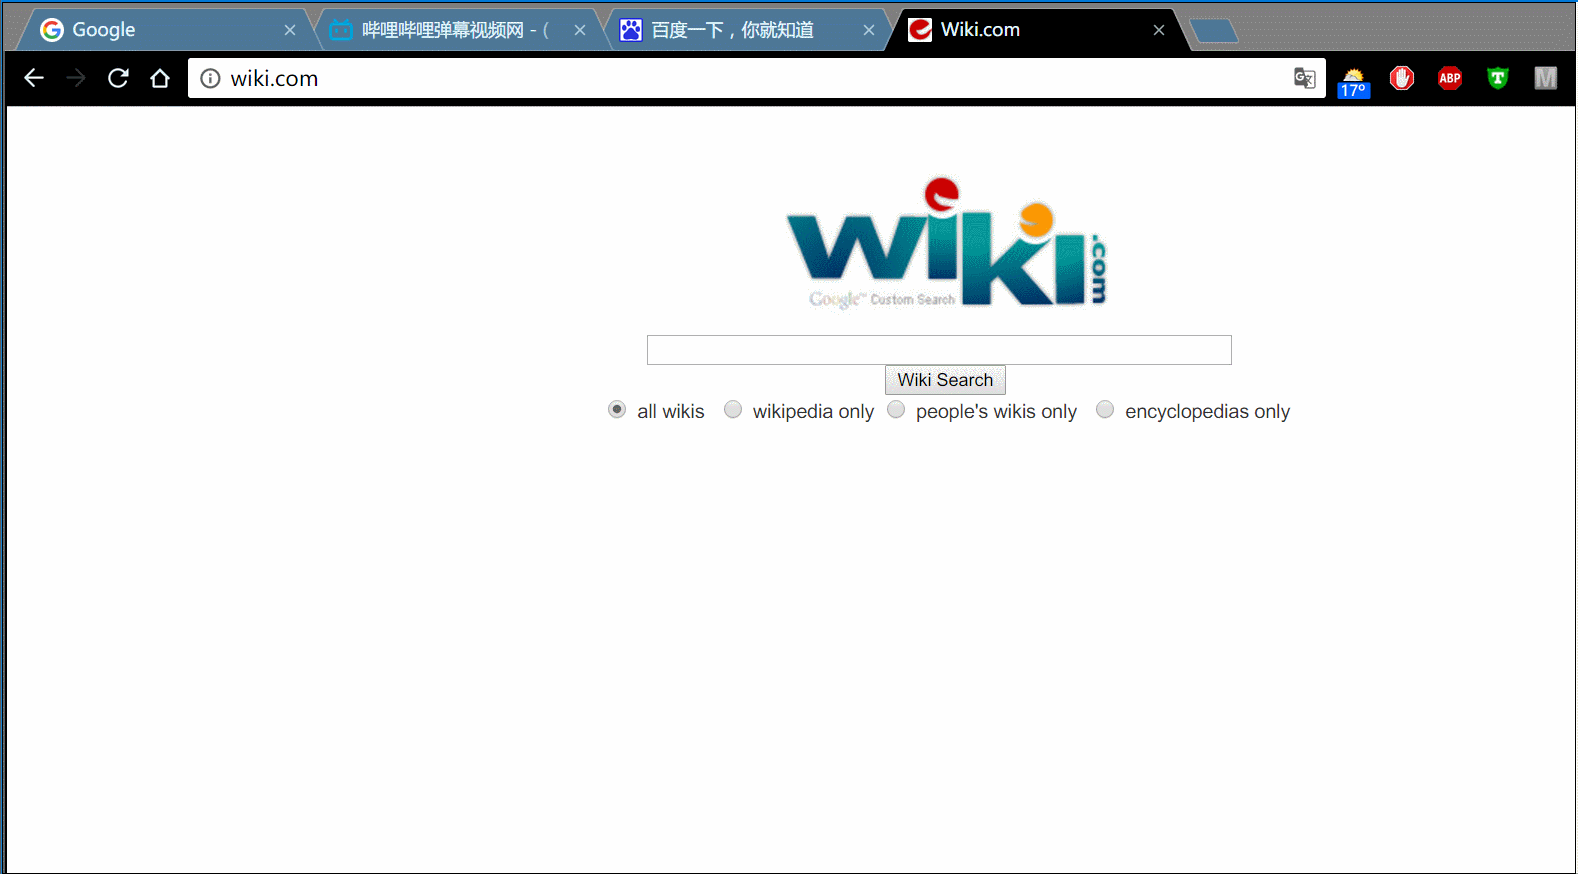 Google
哔哩哔哩弹幕视频网 - (
百度一下，你就知道
Wiki.com
wiki.com
17°
ABP
T
M
wiki.com
Google™ Custom Search
Wiki Search
all wikis wikipedia only people's wikis only encyclopedias only